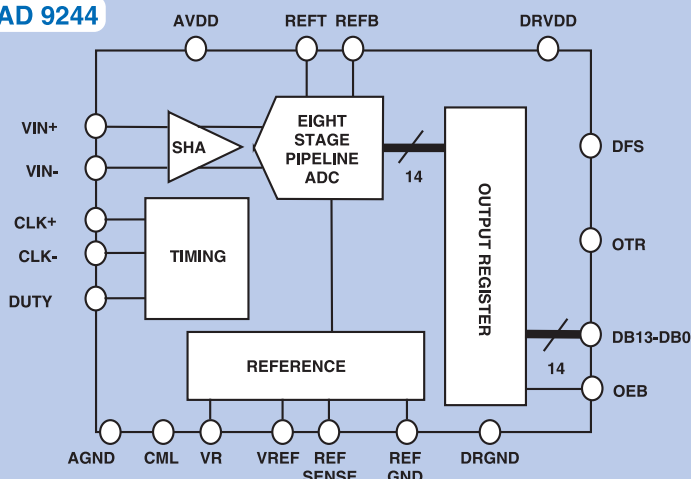 AD 9244
AVDD
REFT
REFB
DRVDD
VIN+
VIN-
CLK+
CLK-
DUTY
SHA
EIGHT
STAGE
PIPELINE
ADC
14
TIMING
REFERENCE
OUTPUT REGISTER
14
DFS
OTR
DB13-DB0
OEB
AGND
CML
VR
VREF
REF
SENSE
REF
GND
DRGND